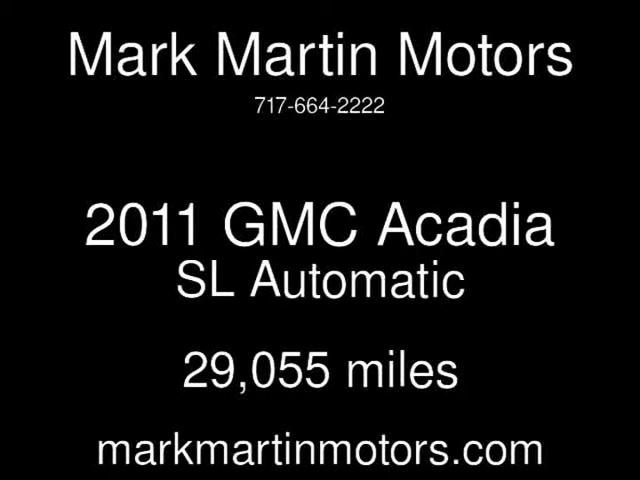 Mark Martin Motors
717-664-2222
2011 GMC Acadia
SL Automatic
29,055 miles
markmartinmotors.com